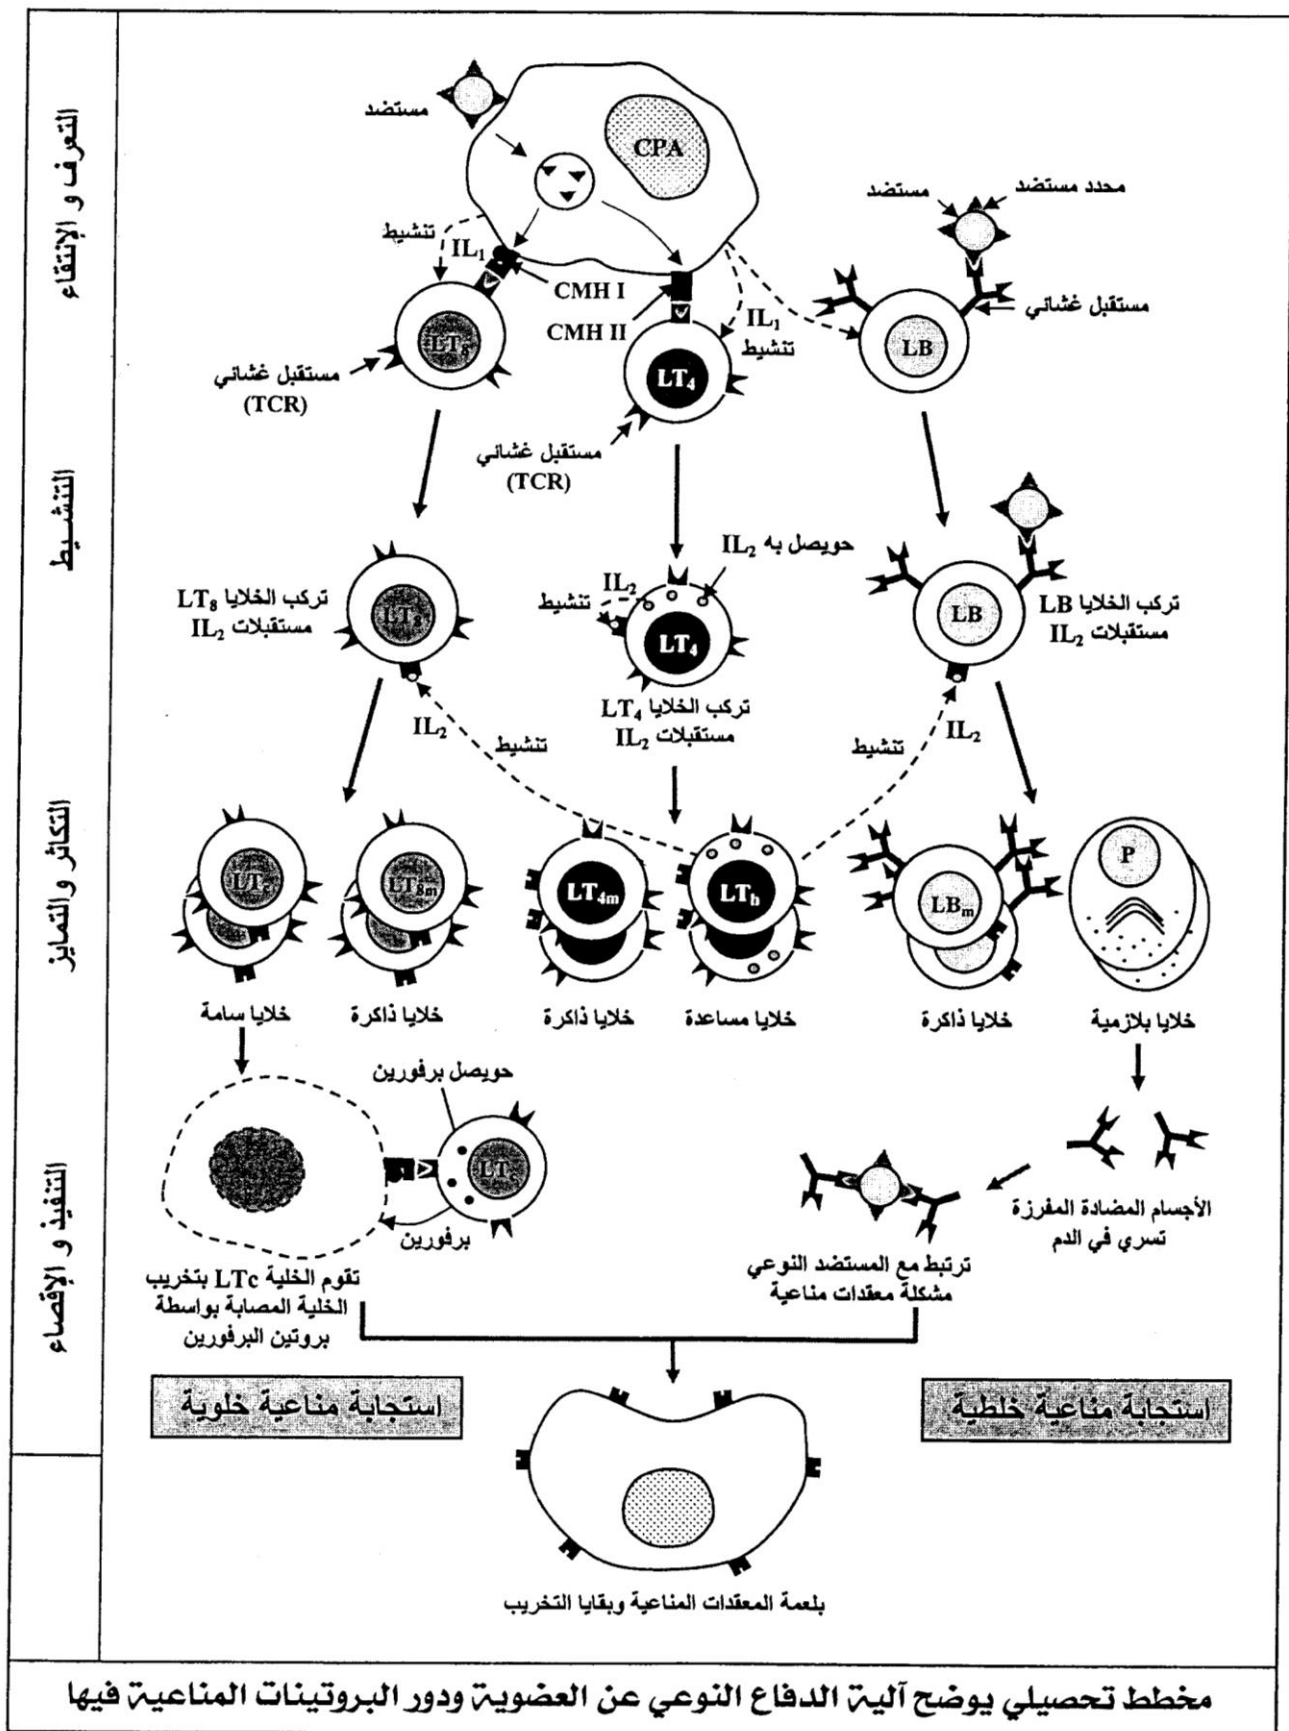 التعرف و الإنتقاء
مستضد
CPA
مستضد
محدد مستضد
تنشيط
IL1
CMH I
CMH II
IL1
تنشيط
مستقبل غشائي
LT8
LT4
LB
مستقبل غشائي
(TCR)
مستقبل غشائي
(TCR)
التنشيط
حويصل به IL2
IL2
تنشيط
LT8
LT4
LB
تركب الخلايا LT8
مستقبلات IL2
تركب الخلايا LB
مستقبلات IL2
تركب الخلايا LT4
مستقبلات IL2
IL2
تنشيط
تنشيط
IL2
التكاثر والتمايز
LTc
LT8m
LT4m
LTh
LBm
P
خلايا سامة
خلايا ذاكرة
خلايا ذاكرة
خلايا مساعدة
خلايا ذاكرة
خلايا بلازمية
التنفيذ و الإقصاء
حويصل برفورين
LTc
برفورين
الأجسام المضادة المفرزة
تسري في الدم
تقوم الخلية LTc بتخريب
الخلية المصابة بواسطة
بروتين البرفورين
ترتبط مع المستضد النوعي
مشكلة معقدات مناعية
استجابة مناعية خلوية
استجابة مناعية خلطية
بلعمة المعقدات المناعية وبقايا التخريب
مخطط تحصيلي يوضح آلية الدفاع النوعي عن العضوية ودور البروتينات المناعية فيها